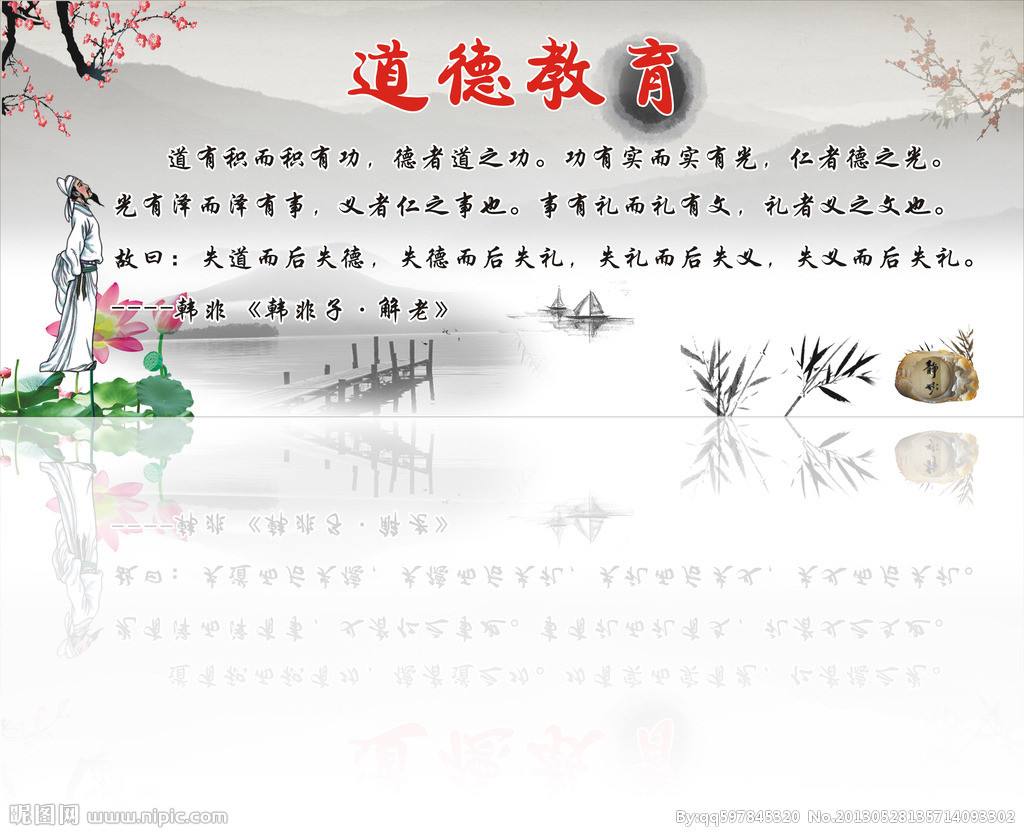 道德教育
道有积而积有功，德者道之功。功有实而实有光，仁者德之光。
光有泽而泽有事，义者仁之事也。事有礼而礼有文，礼者义之文也。
故曰：失道而后失德，失德而后失礼，失礼而后失义，失义而后失礼。
----韩非《韩非子·解老》
静
昵图网 www.nipic.com
By:qq597845320 No.20130528135714093302